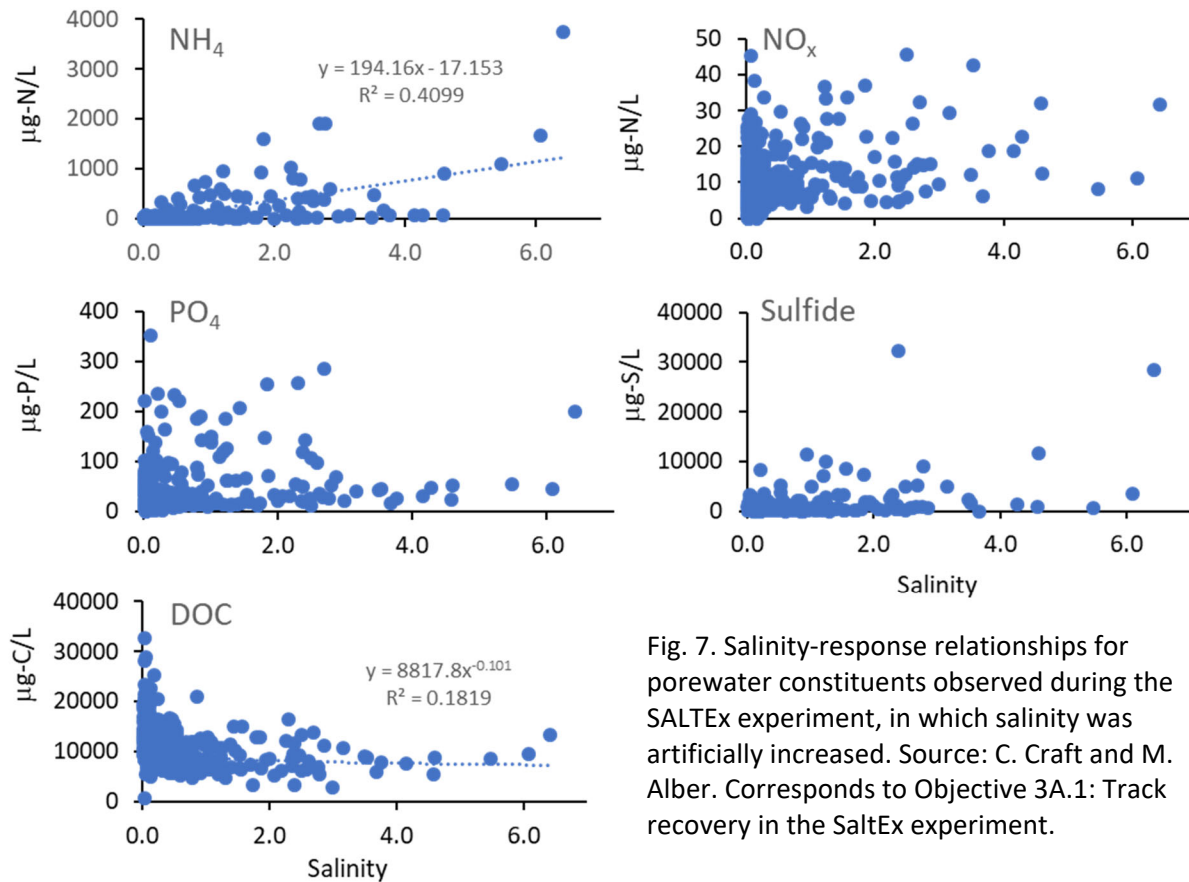 NH₄
µg-N/L
4000
3000
2000
1000
0
y = 194.16x - 17.153
R² = 0.4099
0.0 2.0 4.0 6.0
NOₓ
µg-N/L
50
40
30
20
10
0
0.0 2.0 4.0 6.0
PO₄
µg-P/L
400
300
200
100
0
0.0 2.0 4.0 6.0
Sulfide
µg-S/L
40000
30000
20000
10000
0
0.0 2.0 4.0 6.0
Salinity
DOC
µg-C/L
40000
30000
20000
10000
0
y = 8817.8x⁻⁰·¹⁰¹
R² = 0.1819
0.0 2.0 4.0 6.0
Salinity
Fig. 7. Salinity-response relationships for
porewater constituents observed during the
SALTEx experiment, in which salinity was
artificially increased. Source: C. Craft and M.
Alber. Corresponds to Objective 3A.1: Track
recovery in the SaltEx experiment.